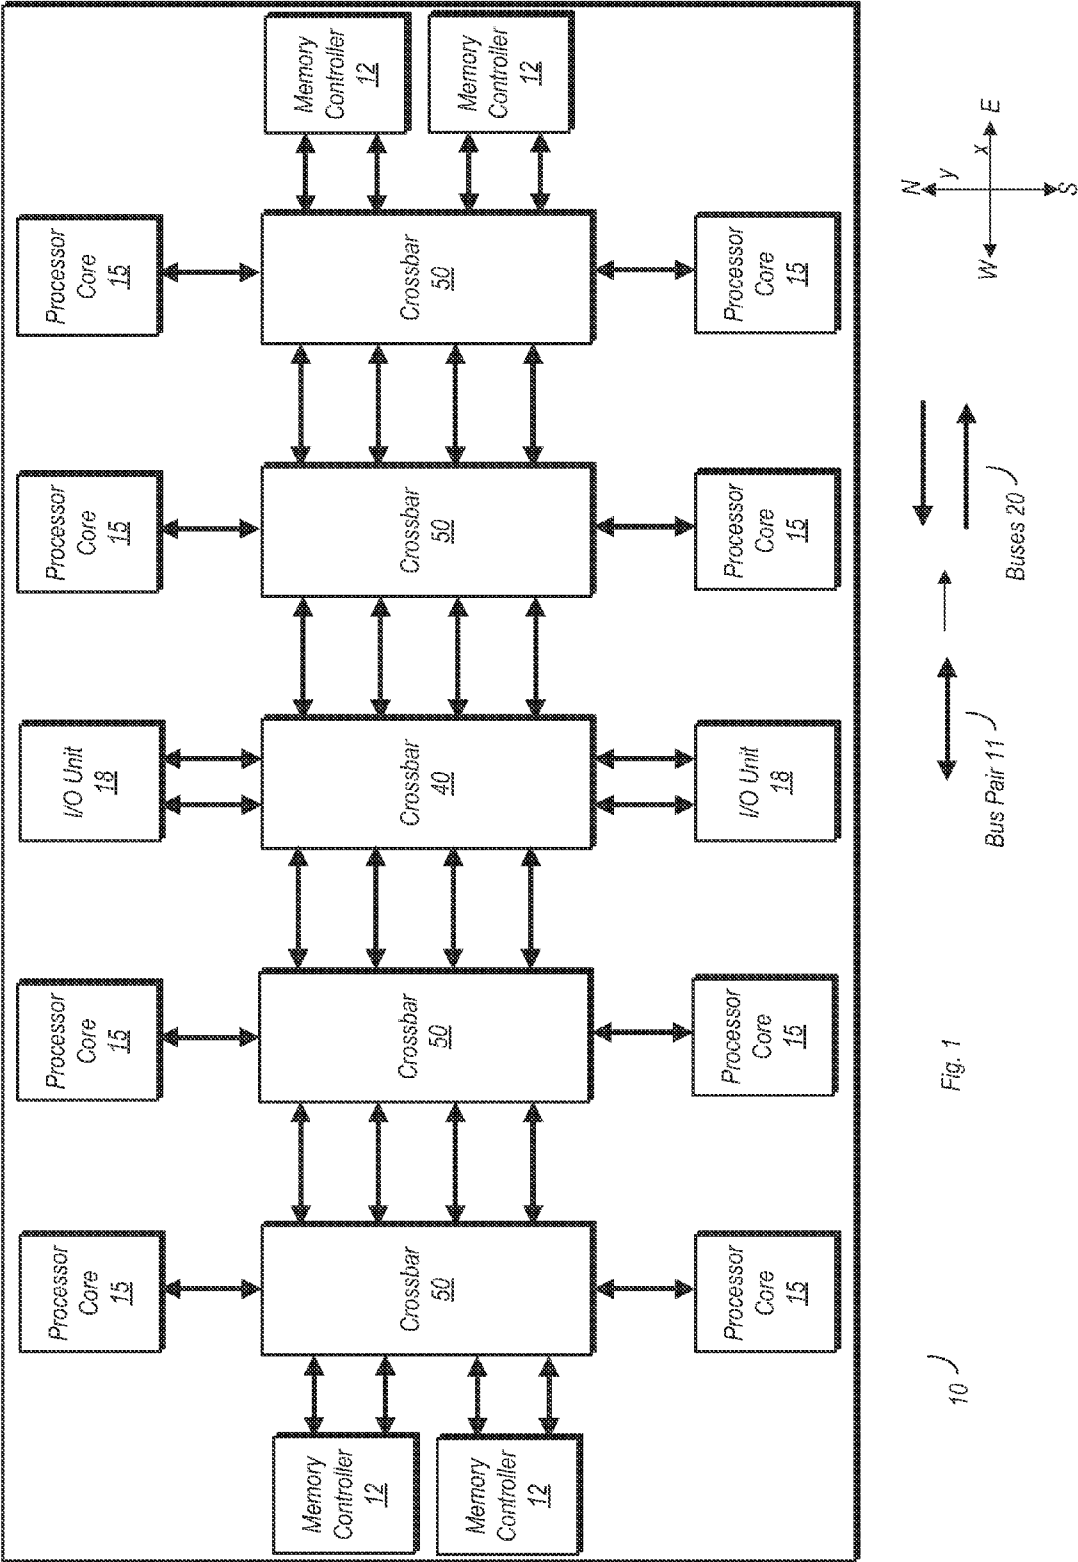 Processor
Core
15
Processor
Core
15
I/O Unit
18
Processor
Core
15
Processor
Core
15
Memory
Controller
12
Memory
Controller
12
Crossbar
50
Crossbar
50
Crossbar
40
Crossbar
50
Crossbar
50
Memory
Controller
12
Memory
Controller
12
Processor
Core
15
Processor
Core
15
I/O Unit
18
Processor
Core
15
Processor
Core
15
10
Fig. 1
Bus Pair 11
Buses 20
N
y
W
x
E
S